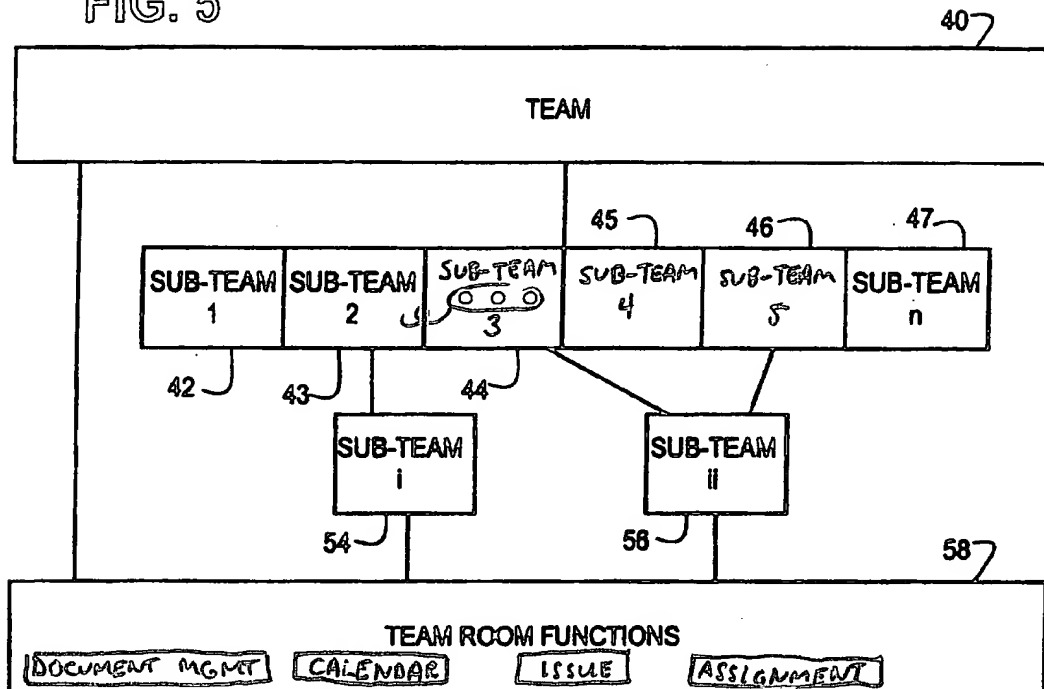 FIG. 5
40
TEAM
45 46 47
SUB-TEAM 1
SUB-TEAM 2
SUB-TEAM 3
SUB-TEAM 4
SUB-TEAM 5
SUB-TEAM n
42 43 44
SUB-TEAM i
SUB-TEAM ii
54 56 58
TEAM ROOM FUNCTIONS
DOCUMENT MGMT CALENDAR ISSUE ASSIGNMENT